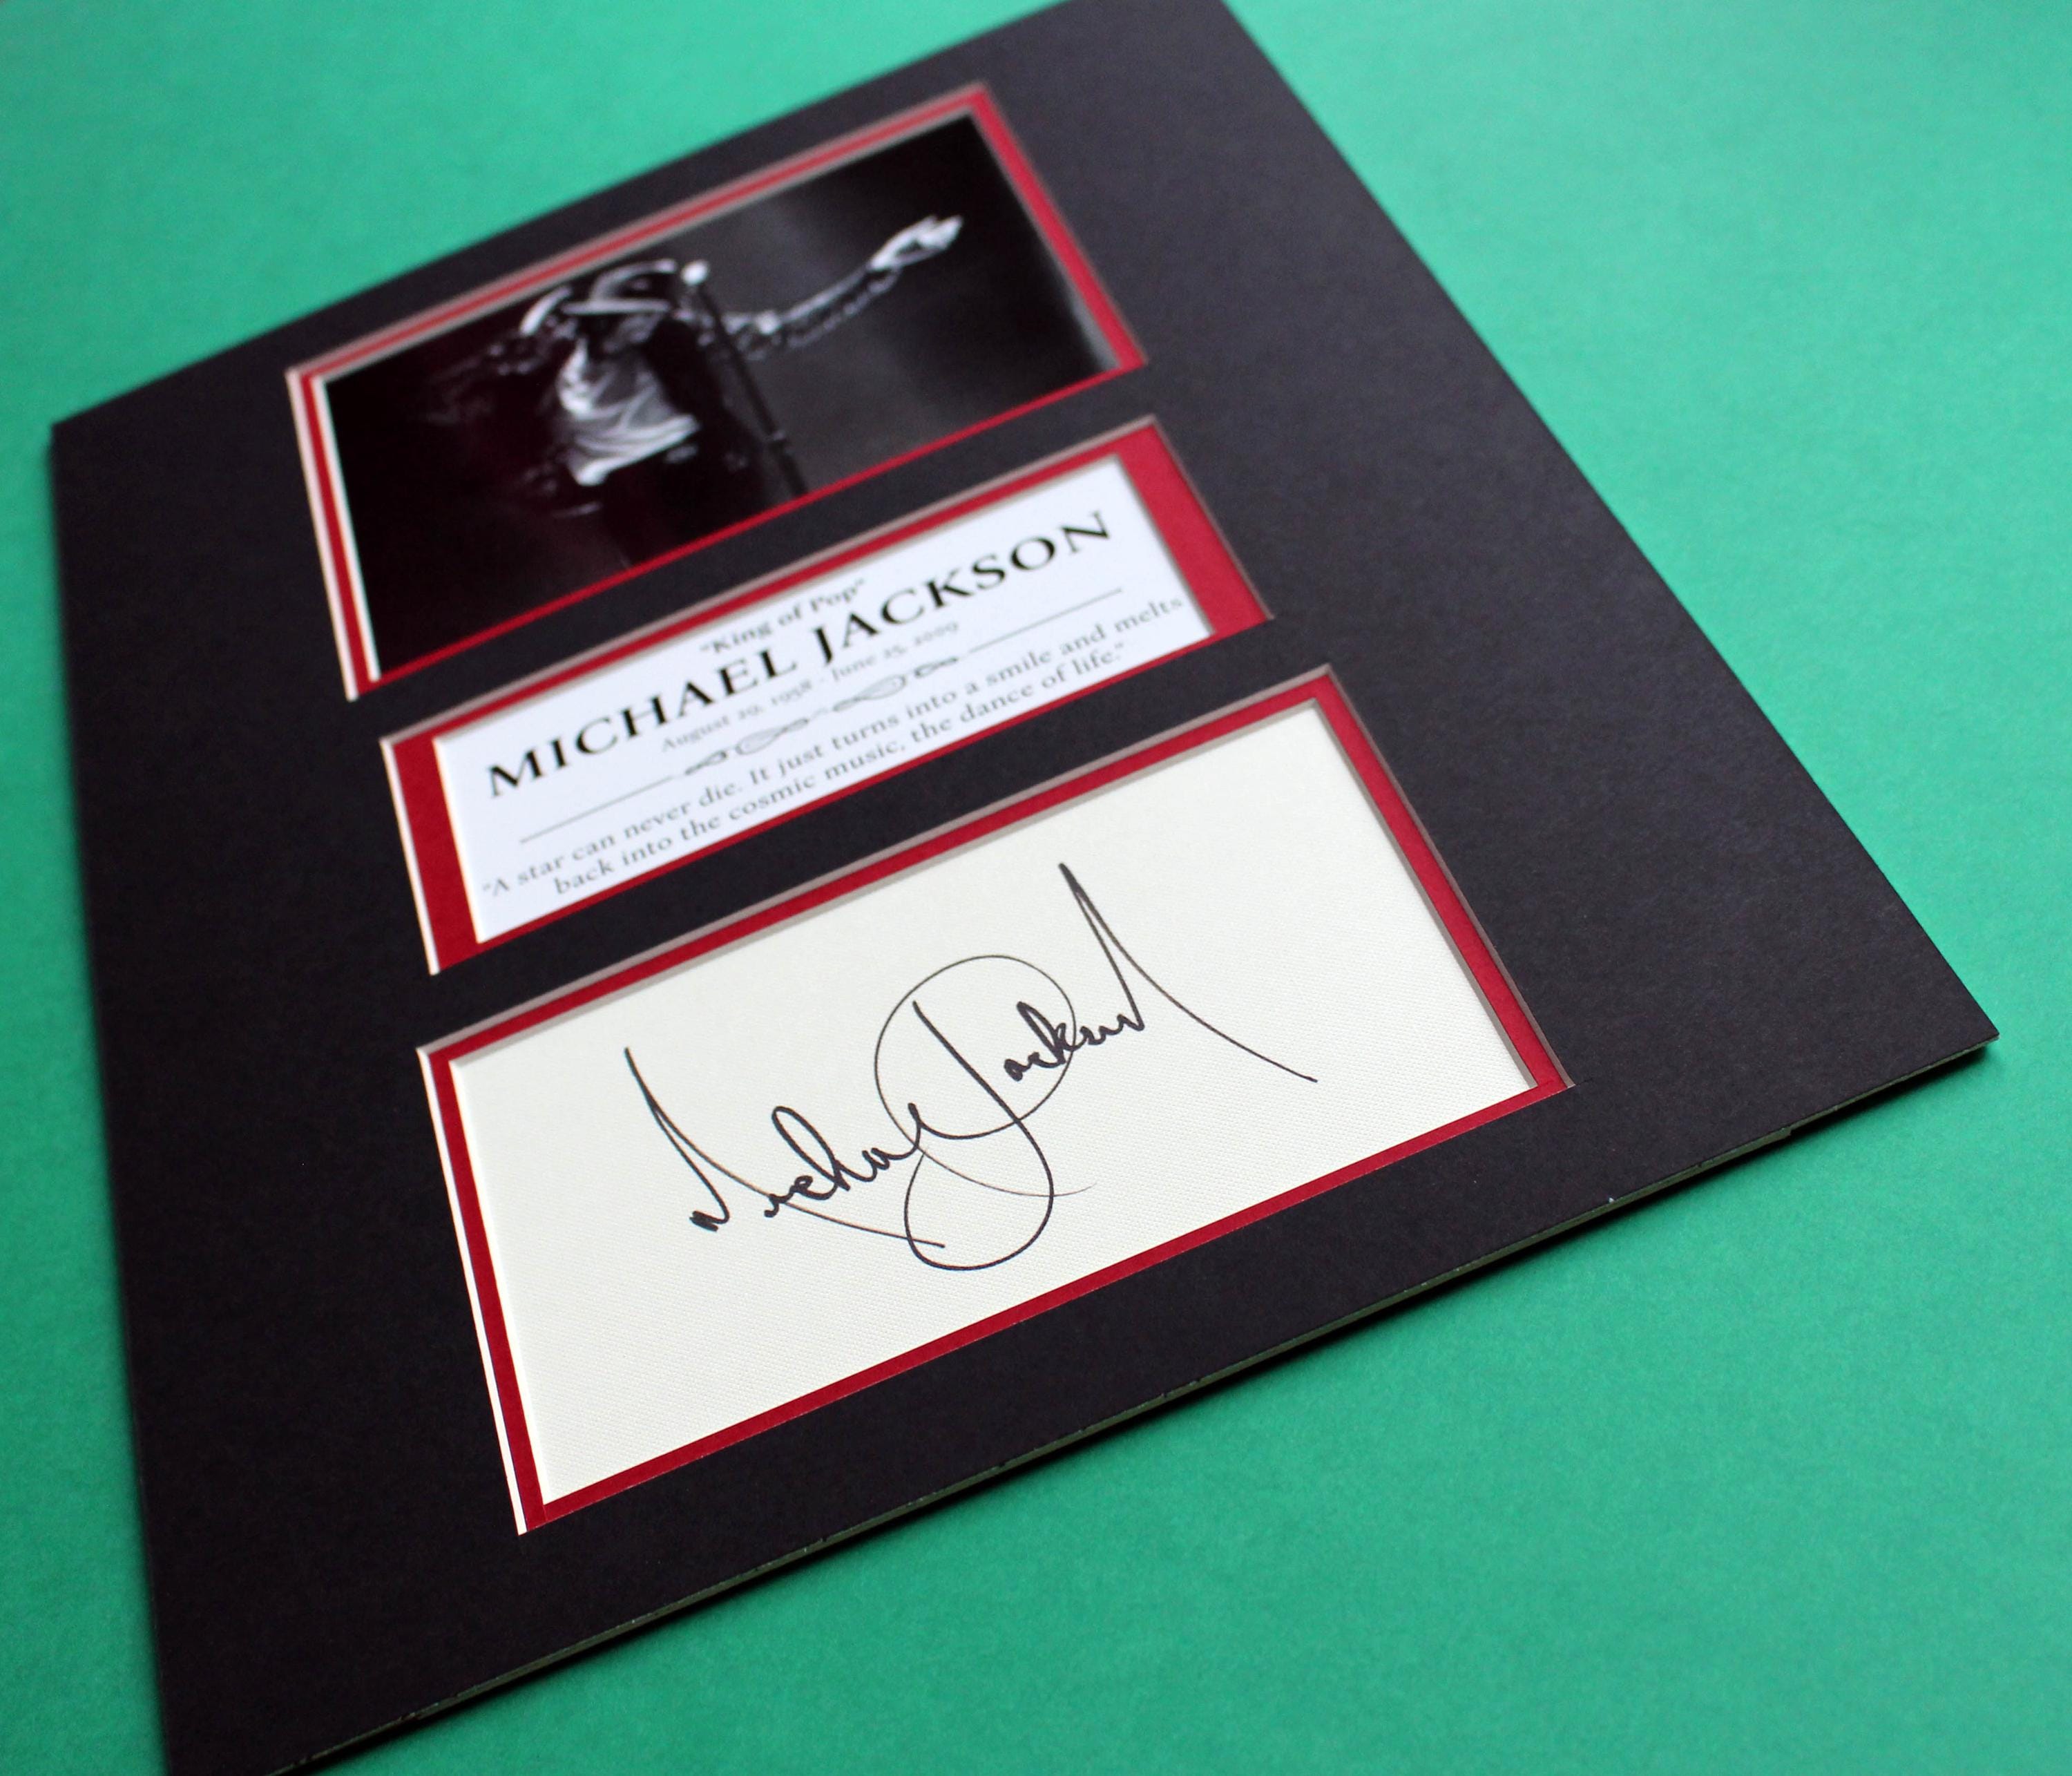 "King of Pop"
MICHAEL JACKSON
August 29, 1958 - June 25, 2009
"A star can never die. It just turns into a smile and melts
back into the cosmic music, the dance of life."
Michael Jackson